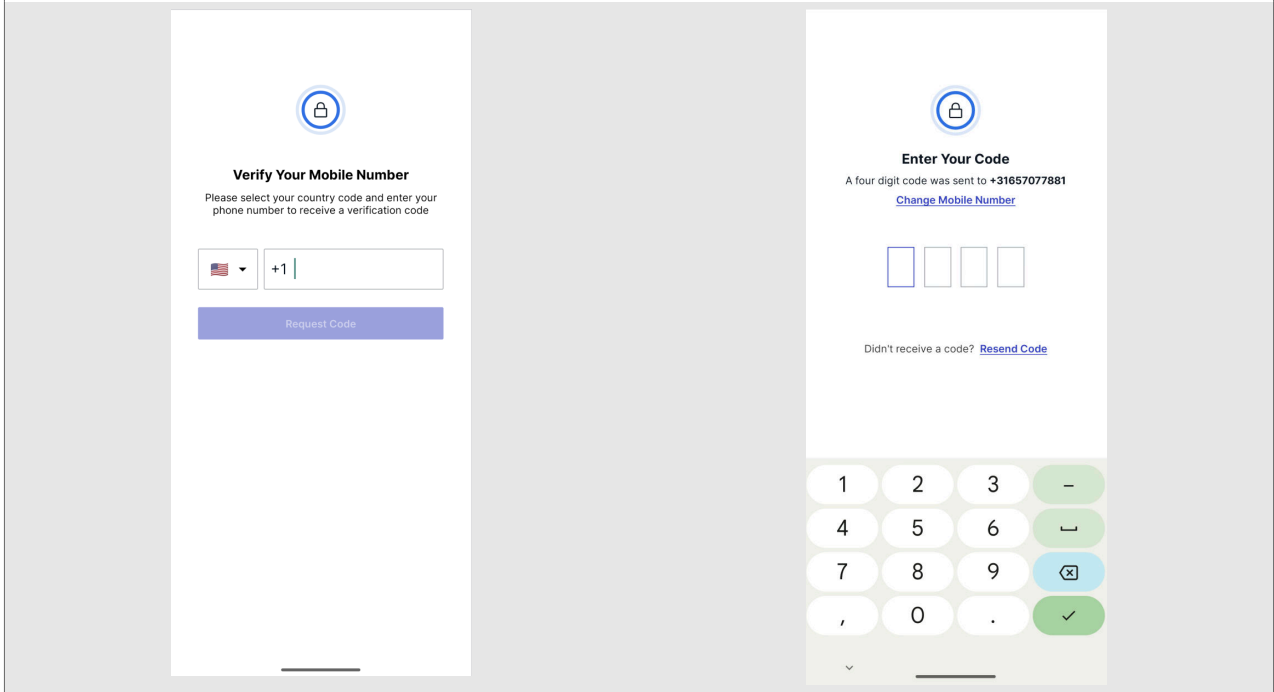 Verify Your Mobile Number
Please select your country code and enter your
phone number to receive a verification code
+1
Request Code
Enter Your Code
A four digit code was sent to +31657077881
Change Mobile Number
Didn't receive a code? Resend Code
1 2 3 –
4 5 6
7 8 9
, 0 .